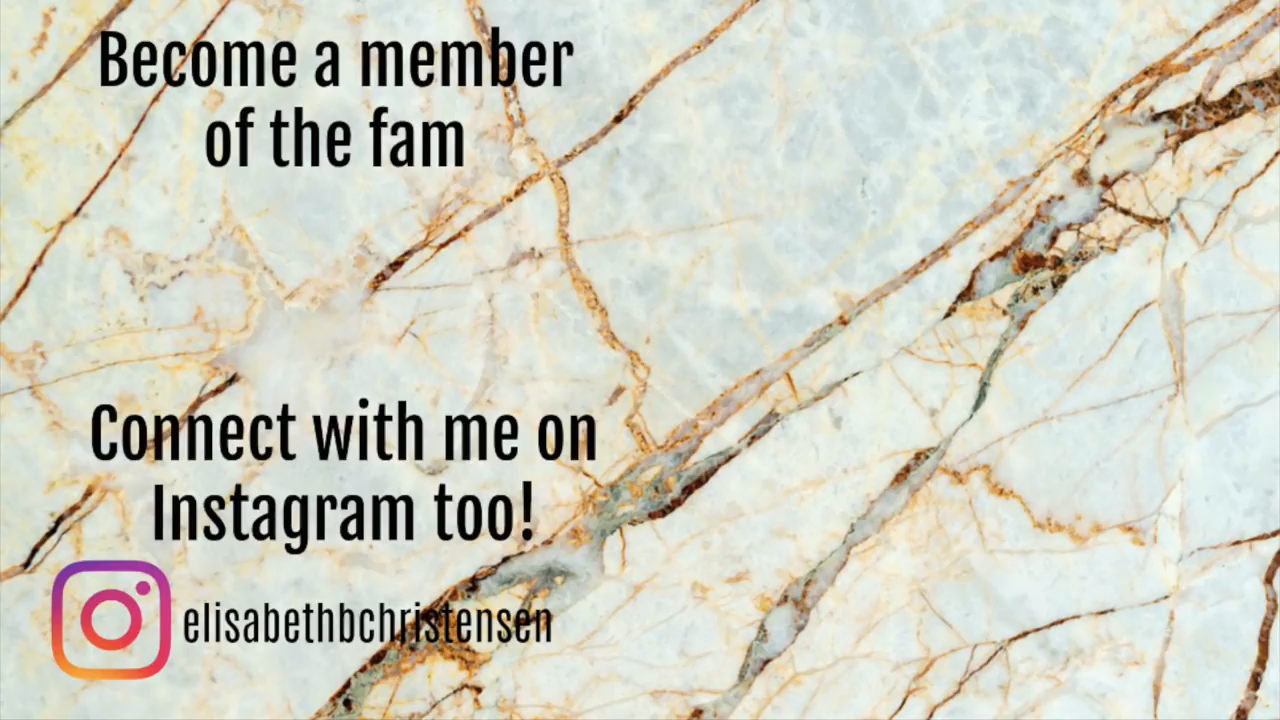 Become a member
of the fam
Connect with me on
Instagram too!
elisabethbchristensen